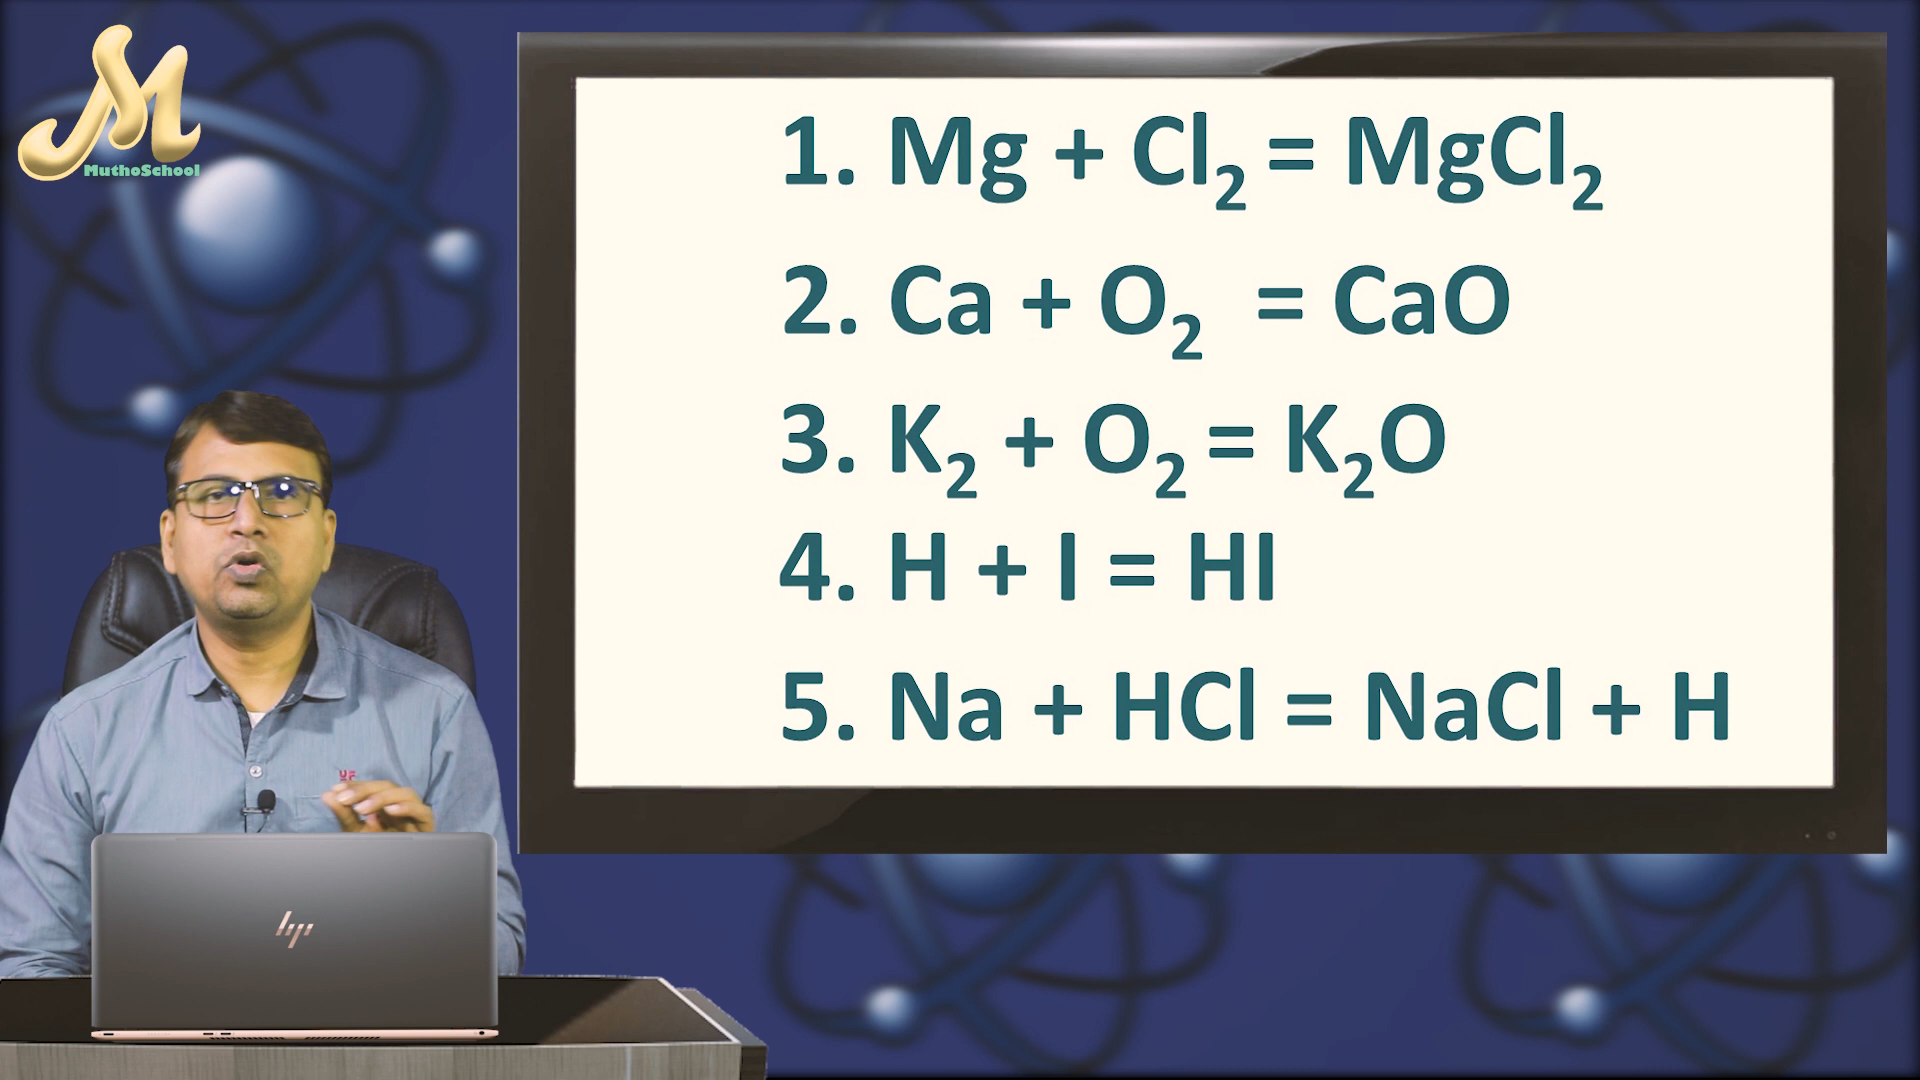 MuthoSchool
1. Mg + Cl₂ = MgCl₂
2. Ca + O₂ = CaO
3. K₂ + O₂ = K₂O
4. H + I = HI
5. Na + HCl = NaCl + H
hp